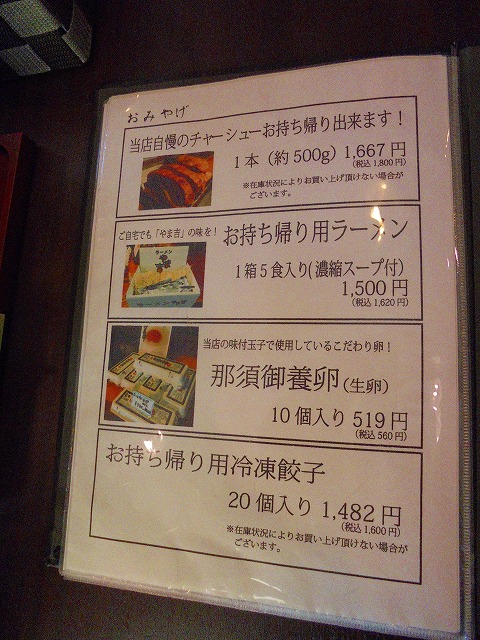 おみやげ
当店自慢のチャーシューお持ち帰り出来ます！
1本（約500g）1,667円
（税込 1,800円）
※在庫状況によりお買い上げ頂けない場合が
ございます。
ご自宅でも「やま吉」の味を！
お持ち帰り用ラーメン
ラーメン
1箱5食入り（濃縮スープ付）
1,500円
（税込 1,620円）
当店の味付玉子で使用しているこだわり卵！
那須御養卵（生卵）
10個入り 519円
（税込 560円）
お持ち帰り用冷凍餃子
20個入り 1,482円
（税込 1,600円）
※在庫状況によりお買い上げ頂けない場合が
ございます。